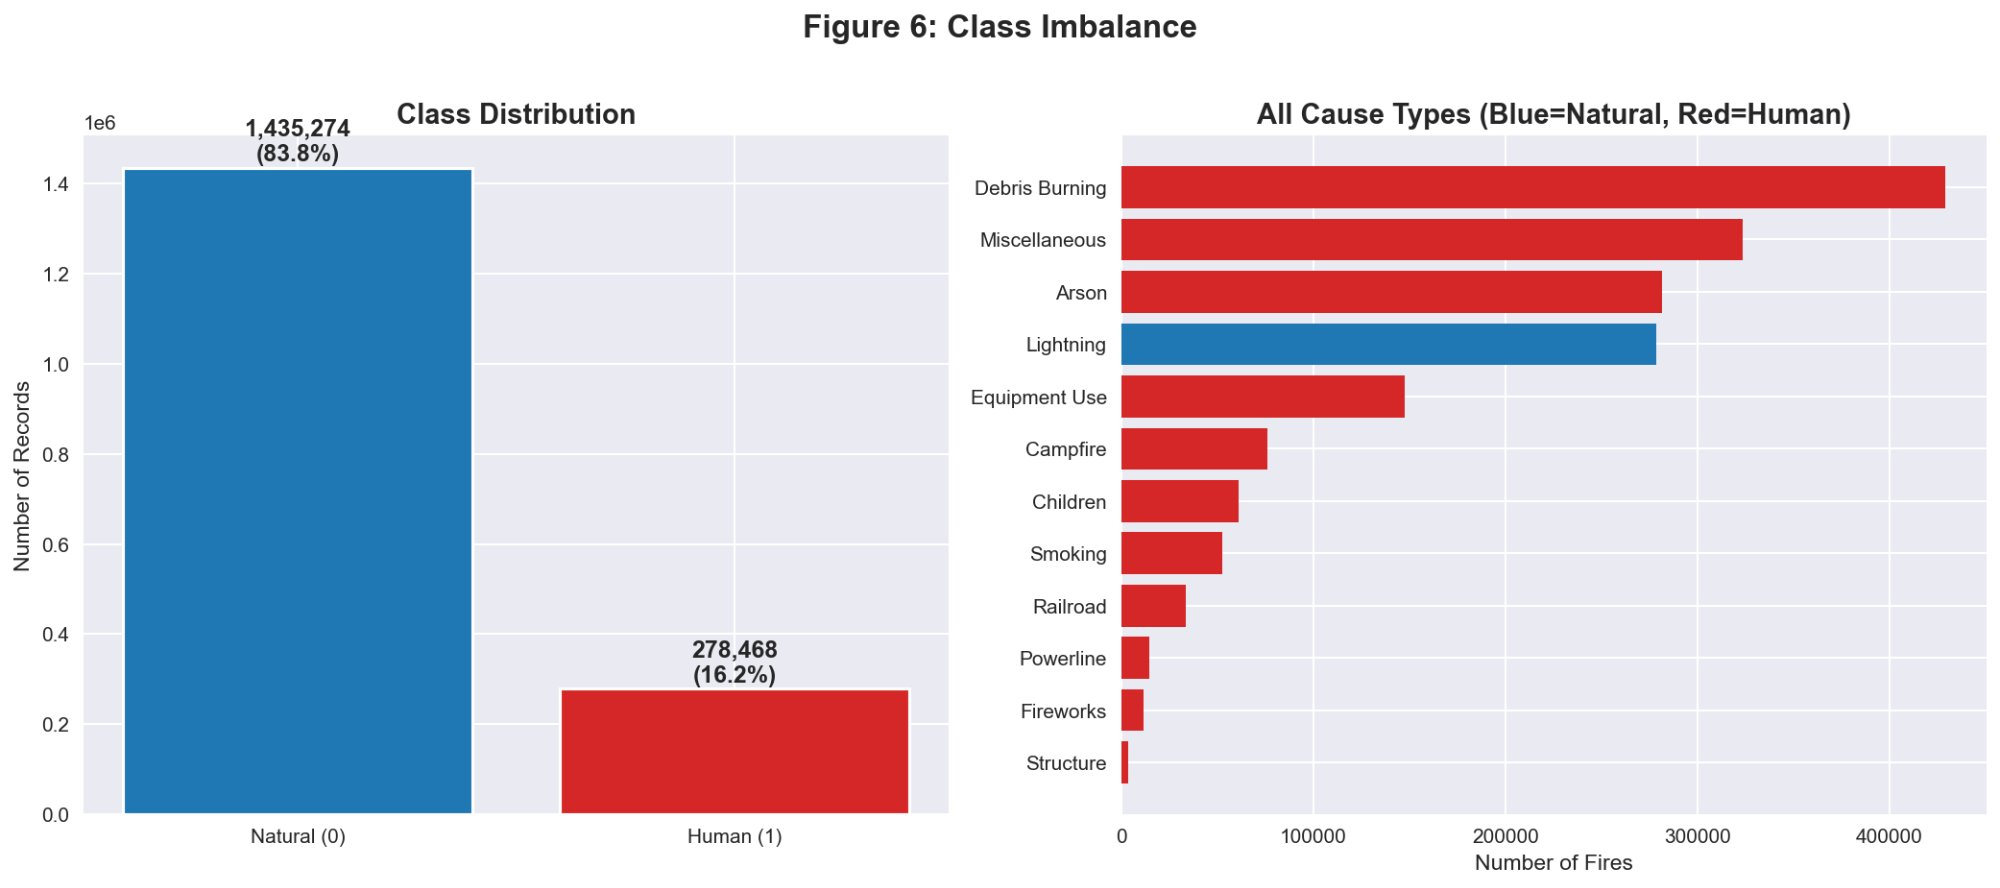 Figure 6: Class Imbalance
Class Distribution
1e6
1,435,274
(83.8%)
278,468
(16.2%)
1.4
1.2
1.0
0.8
0.6
0.4
0.2
0.0
Number of Records
Natural (0)
Human (1)
All Cause Types (Blue=Natural, Red=Human)
Debris Burning
Miscellaneous
Arson
Lightning
Equipment Use
Campfire
Children
Smoking
Railroad
Powerline
Fireworks
Structure
0
100000
200000
300000
400000
Number of Fires